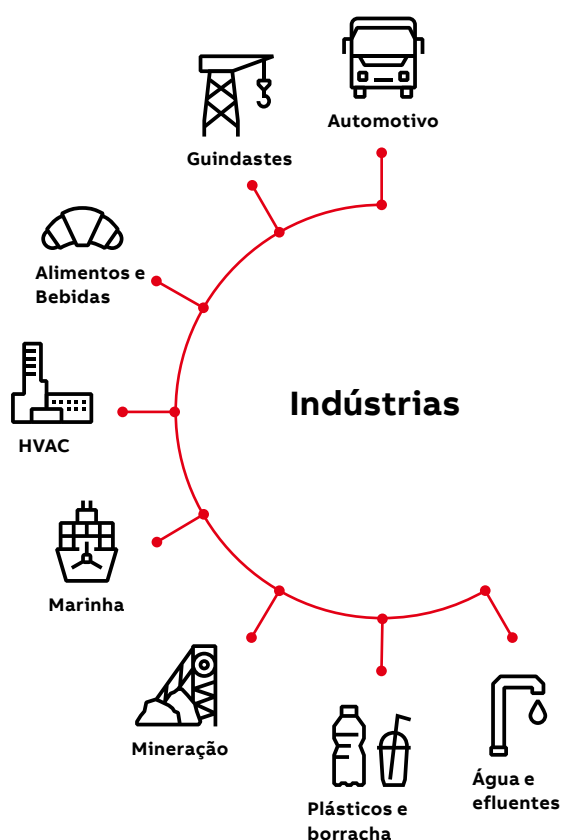 Automotivo
Guindastes
Alimentos e
Bebidas
Indústrias
HVAC
Marinha
Mineração
Água e
efluentes
Plásticos e
borracha